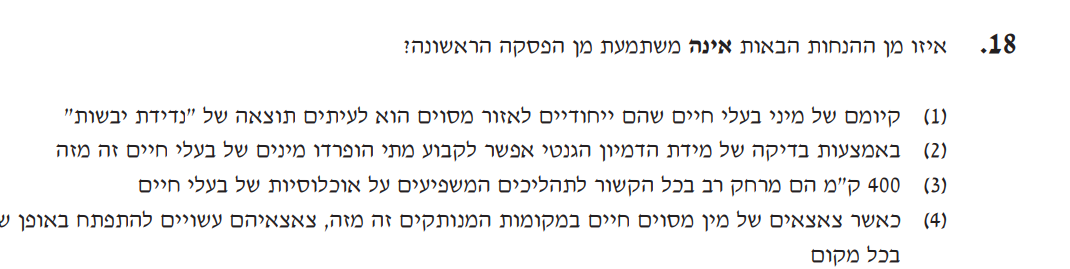 18. איזו מן ההנחות הבאות אינה משתמעת מן הפסקה הראשונה?
(1) קיומם של מיני בעלי חיים שהם ייחודיים לאזור מסוים הוא לעיתים תוצאה של "נדידת יבשות"
(2) באמצעות בדיקה של מידת הדמיון הגנטי אפשר לקבוע מתי הופרדו מינים של בעלי חיים זה מזה
(3) 400 ק"מ הם מרחק רב בכל הקשור לתהליכים המשפיעים על אוכלוסיות של בעלי חיים
(4) כאשר צאצאים של מין מסוים חיים במקומות המנותקים זה מזה, צאצאיהם עשויים להתפתח באופן
בכל מקום